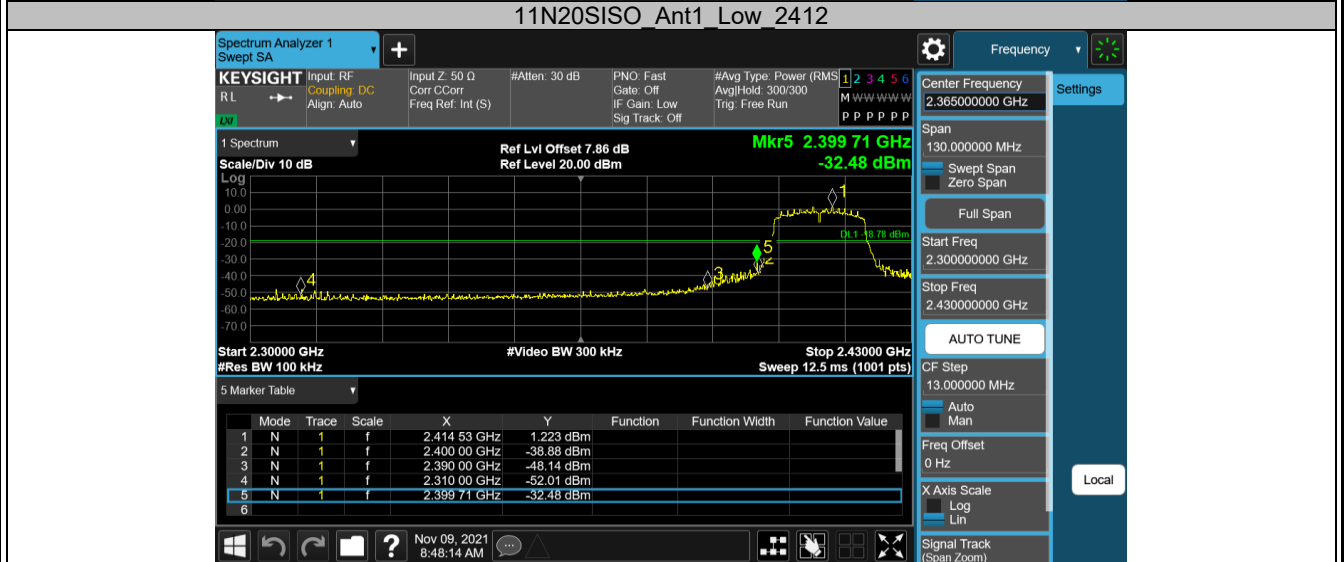 11N20SISO_Ant1_Low_2412
Spectrum Analyzer 1
Swept SA
+
Frequency
KEYSIGHT
Input: RF
Input Z: 50 Ω
#Atten: 30 dB
PNO: Fast
#Avg Type: Power (RMS
1 2 3 4 5 6
R L
Coupling: DC
Corr CCorr
Gate: Off
Avg|Hold: 300/300
M W W W W W
Align: Auto
Freq Ref: Int (S)
IF Gain: Low
Trig: Free Run
Sig Track: Off
P P P P P P
LXI
Center Frequency
2.365000000 GHz
Settings
1 Spectrum
Ref Lvl Offset 7.86 dB
Mkr5 2.399 71 GHz
Scale/Div 10 dB
Ref Level 20.00 dBm
-32.48 dBm
Span
130.000000 MHz
Swept Span
Zero Span
Log
10.0
0.00
-10.0
-20.0
-30.0
-40.0
-50.0
-60.0
-70.0
1
DL1 -18.78 dBm
5
2
3
4
Full Span
Start Freq
2.300000000 GHz
Stop Freq
2.430000000 GHz
AUTO TUNE
Start 2.30000 GHz
#Video BW 300 kHz
Stop 2.43000 GHz
#Res BW 100 kHz
Sweep 12.5 ms (1001 pts)
CF Step
13.000000 MHz
Auto
Man
5 Marker Table
Mode Trace Scale X Y Function Function Width Function Value
1 N 1 f 2.414 53 GHz 1.223 dBm
2 N 1 f 2.400 00 GHz -38.88 dBm
3 N 1 f 2.390 00 GHz -48.14 dBm
4 N 1 f 2.310 00 GHz -52.01 dBm
5 N 1 f 2.399 71 GHz -32.48 dBm
6
Freq Offset
0 Hz
Local
X Axis Scale
Log
Lin
Signal Track
(Span Zoom)
?
Nov 09, 2021
8:48:14 AM